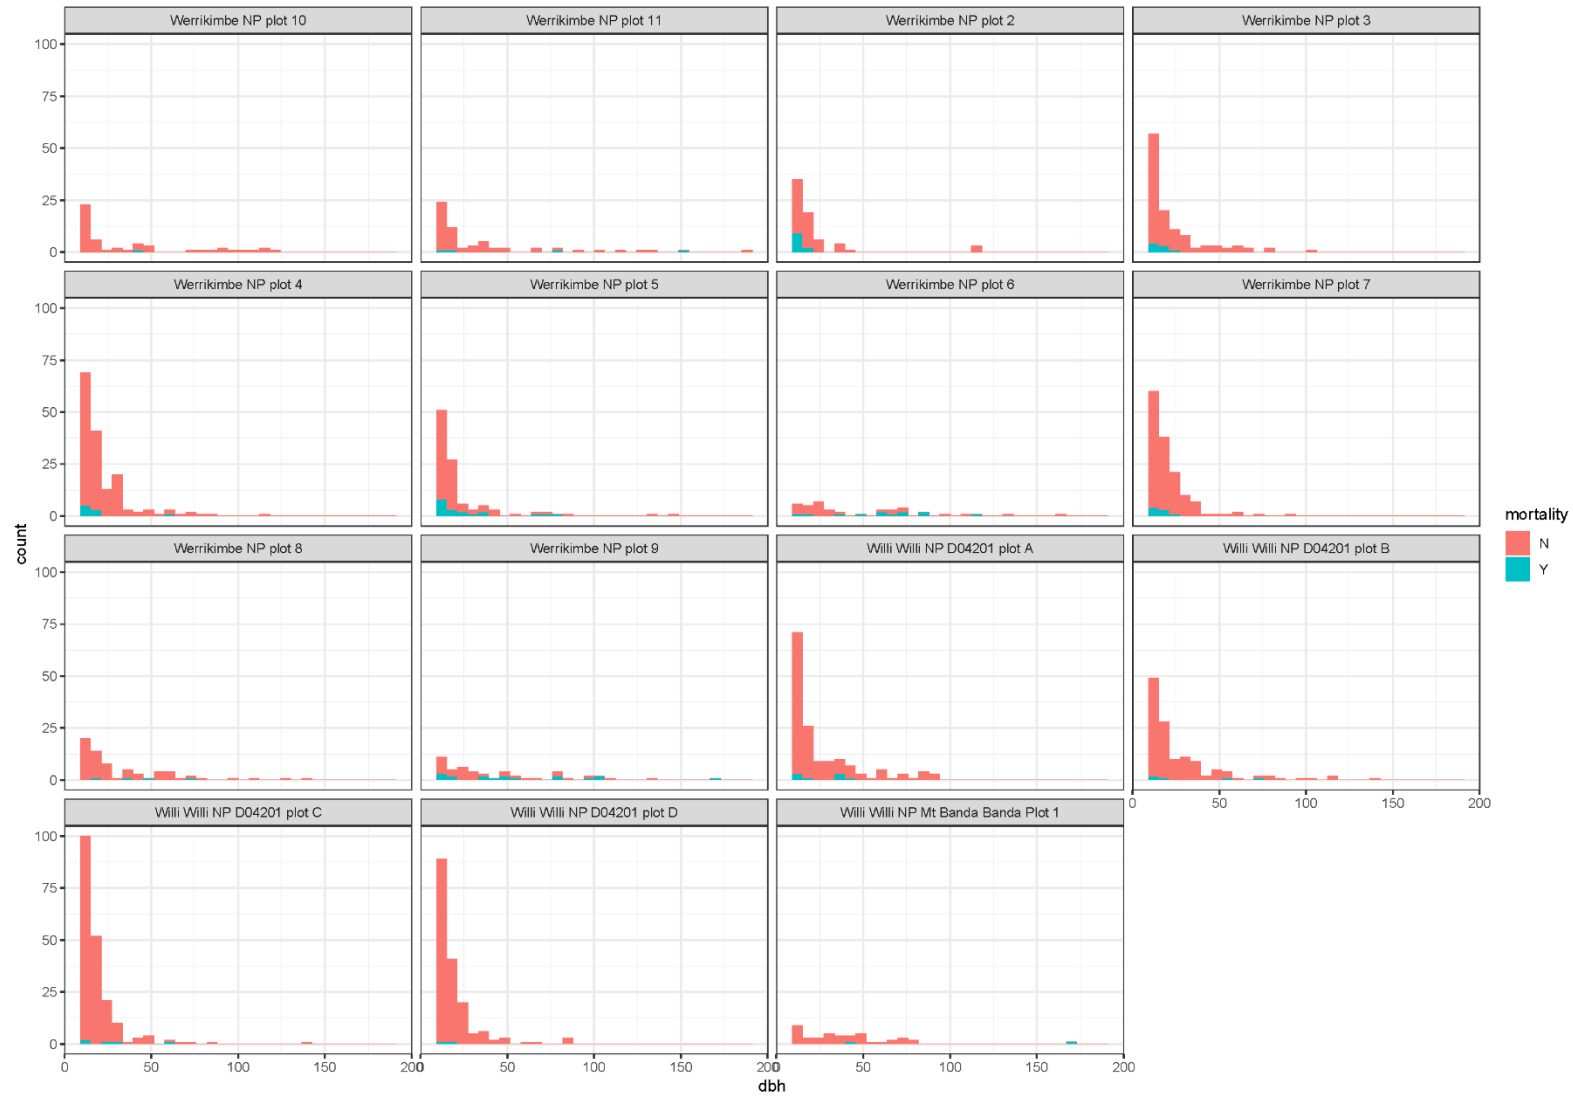 Werrikimbe NP plot 10
Werrikimbe NP plot 11
Werrikimbe NP plot 2
Werrikimbe NP plot 3
100
75
50
25
0
Werrikimbe NP plot 4
Werrikimbe NP plot 5
Werrikimbe NP plot 6
Werrikimbe NP plot 7
100
75
50
25
0
count
mortality
N
Y
Werrikimbe NP plot 8
Werrikimbe NP plot 9
Willi Willi NP D04201 plot A
Willi Willi NP D04201 plot B
100
75
50
25
0
0 50 100 150 200
Willi Willi NP D04201 plot C
Willi Willi NP D04201 plot D
Willi Willi NP Mt Banda Banda Plot 1
100
75
50
25
0
0 50 100 150 200
0 50 100 150 200
0 50 100 150 200
dbh